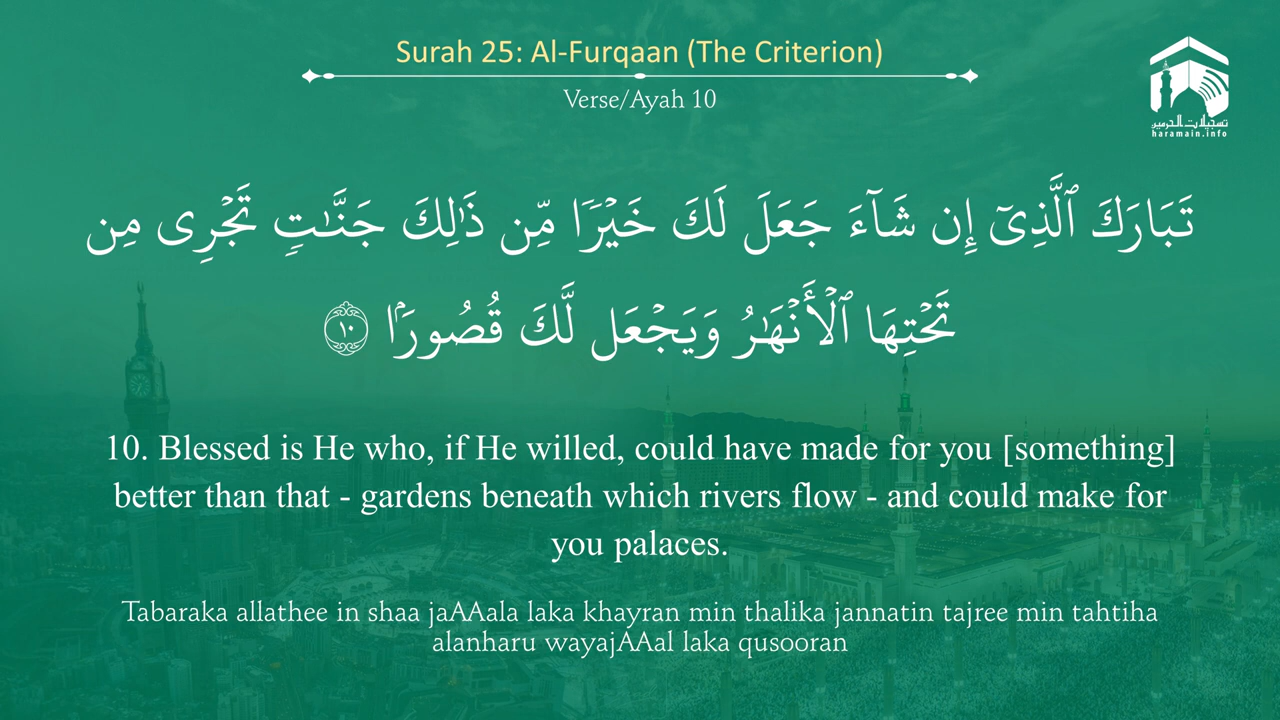 Surah 25: Al-Furqaan (The Criterion)
Verse/Ayah 10
تسجيلات الحرمين
haramain.info
تَبَارَكَ ٱلَّذِىٓ إِن شَآءَ جَعَلَ لَكَ خَيْرًۭا مِّن ذَٰلِكَ جَنَّـٰتٍۢ تَجْرِى مِن
تَحْتِهَا ٱلْأَنْهَـٰرُ وَيَجْعَل لَّكَ قُصُورًۢا ١٠
10. Blessed is He who, if He willed, could have made for you [something]
better than that - gardens beneath which rivers flow - and could make for
you palaces.
Tabaraka allathee in shaa jaAAala laka khayran min thalika jannatin tajree min tahtiha
alanharu wayajAAal laka qusooran